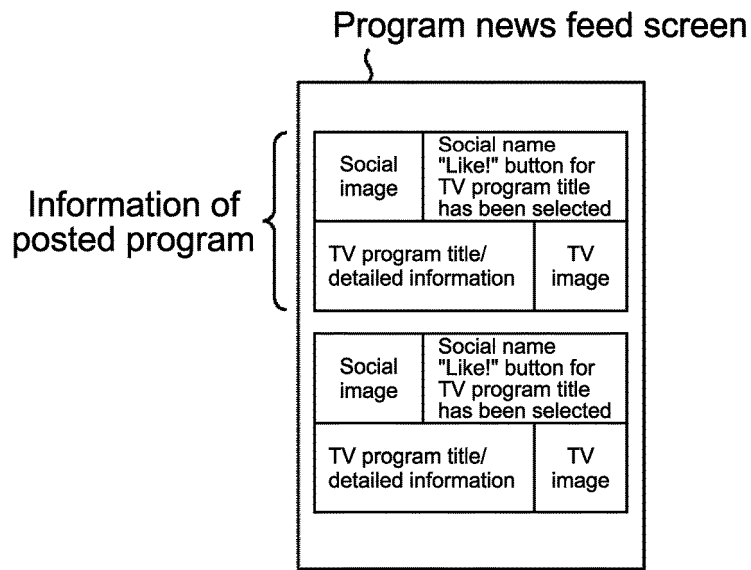 Program news feed screen
Information of
posted program
Social
image
Social name
"Like!" button for
TV program title
has been selected
TV program title/
detailed information
TV
image
Social
image
Social name
"Like!" button for
TV program title
has been selected
TV program title/
detailed information
TV
image